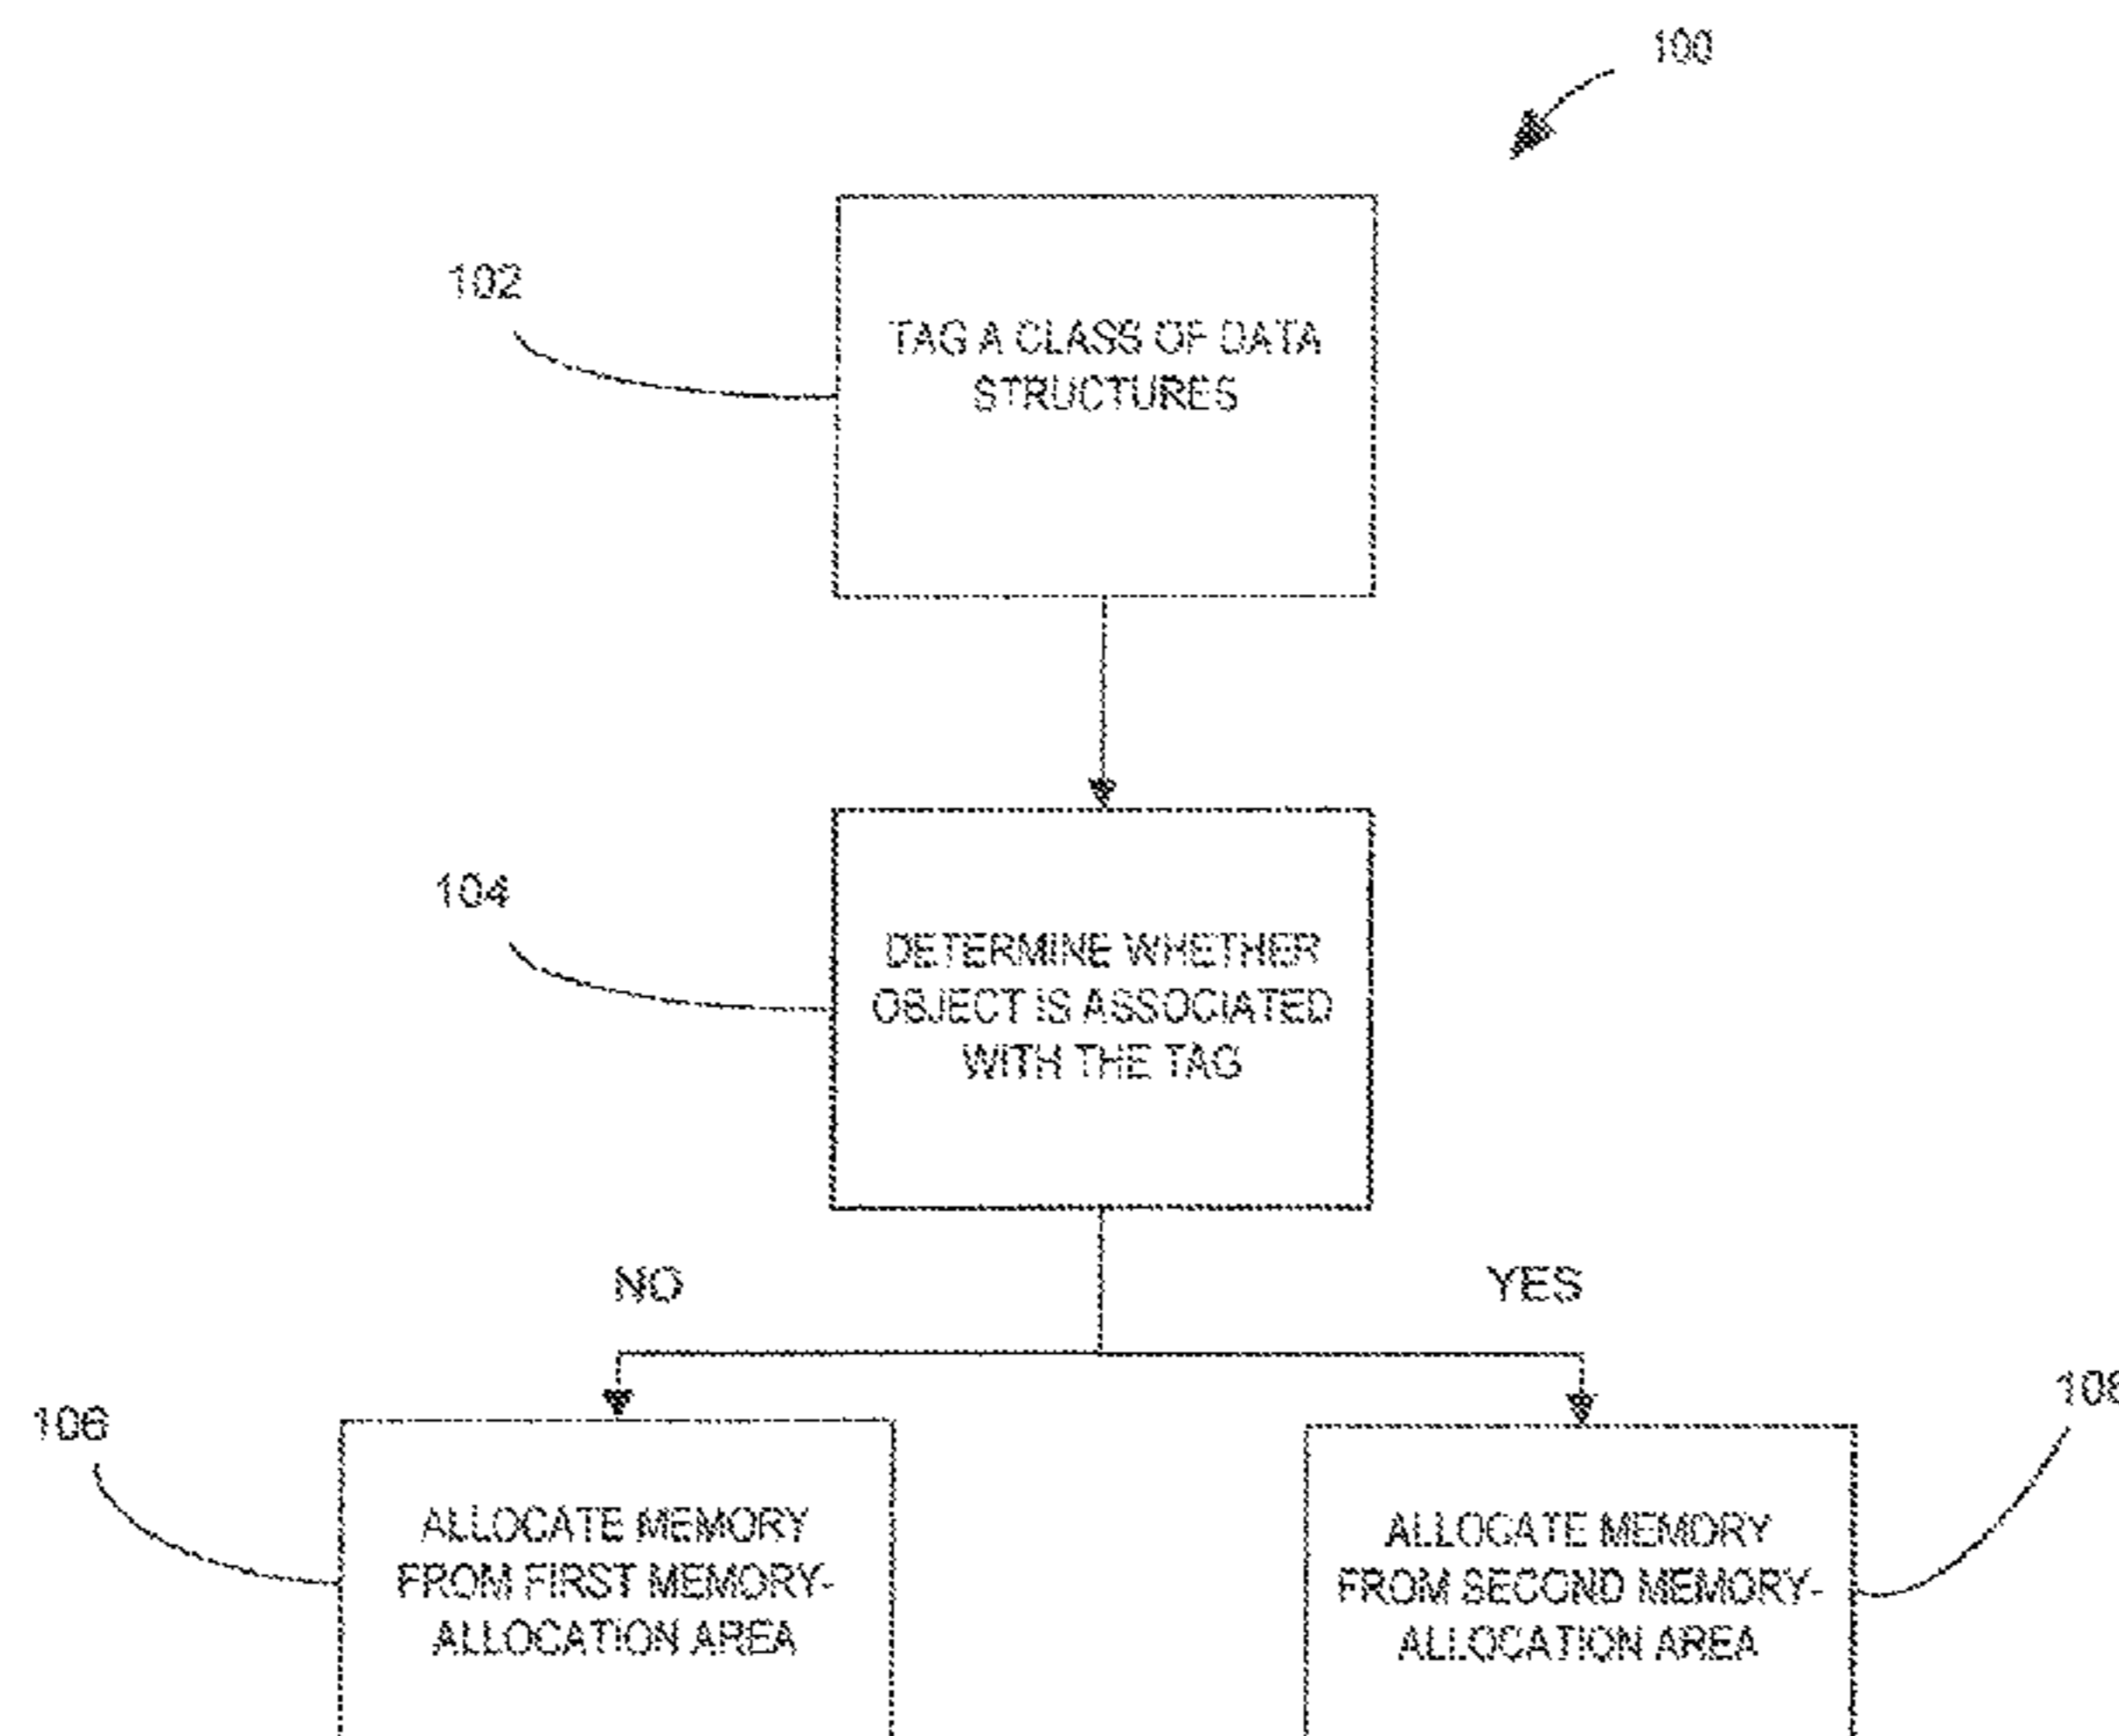 100
102
TAG A CLASS OF DATA
STRUCTURES
104
DETERMINE WHETHER
OBJECT IS ASSOCIATED
WITH THE TAG
NO
YES
106
ALLOCATE MEMORY
FROM FIRST MEMORY-
ALLOCATION AREA
108
ALLOCATE MEMORY
FROM SECOND MEMORY-
ALLOCATION AREA